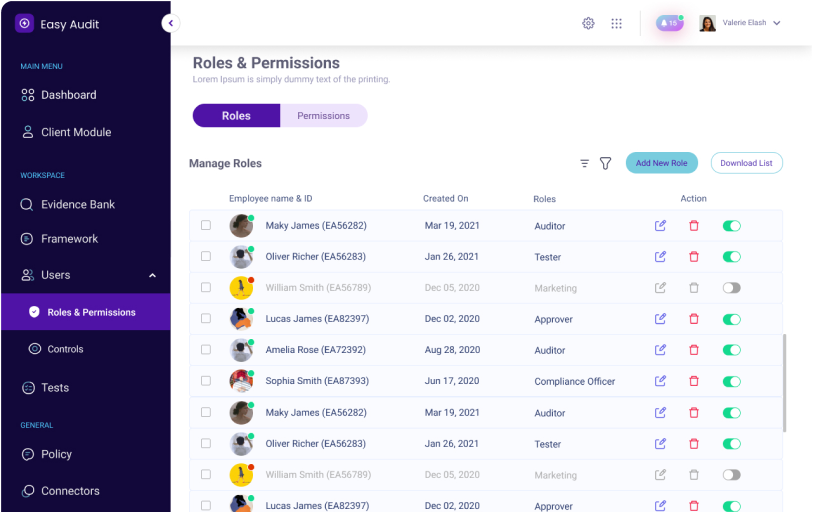 Easy Audit
15
Valerie Elash
MAIN MENU
Dashboard
Client Module
WORKSPACE
Evidence Bank
Framework
Users
Roles & Permissions
Controls
Tests
GENERAL
Policy
Connectors
Roles & Permissions
Lorem Ipsum is simply dummy text of the printing.
Roles Permissions
Manage Roles
Add New Role Download List
Employee name & ID Created On Roles Action
Maky James (EA56282) Mar 19, 2021 Auditor
Oliver Richer (EA56283) Jan 26, 2021 Tester
William Smith (EA56789) Dec 05, 2020 Marketing
Lucas James (EA82397) Dec 02, 2020 Approver
Amelia Rose (EA72392) Aug 28, 2020 Auditor
Sophia Smith (EA87393) Jun 17, 2020 Compliance Officer
Maky James (EA56282) Mar 19, 2021 Auditor
Oliver Richer (EA56283) Jan 26, 2021 Tester
William Smith (EA56789) Dec 05, 2020 Marketing
Lucas James (EA82397) Dec 02, 2020 Approver